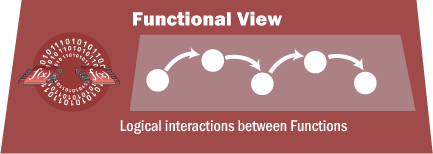 Functional View
f(x) f(x)
Logical interactions between Functions